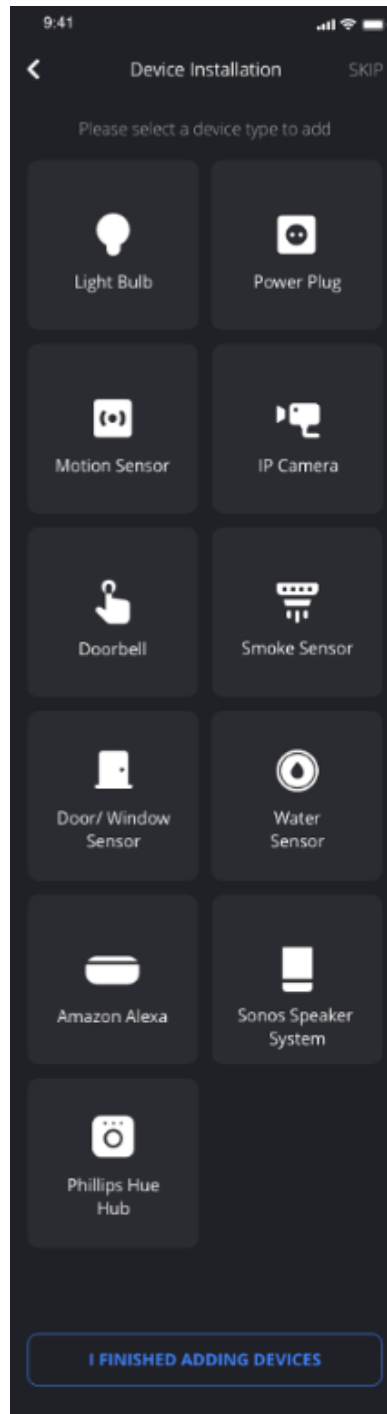 9:41
Device Installation
SKIP
Please select a device type to add
Light Bulb
Power Plug
Motion Sensor
IP Camera
Doorbell
Smoke Sensor
Door/ Window
Sensor
Water
Sensor
Amazon Alexa
Sonos Speaker
System
Phillips Hue
Hub
I FINISHED ADDING DEVICES